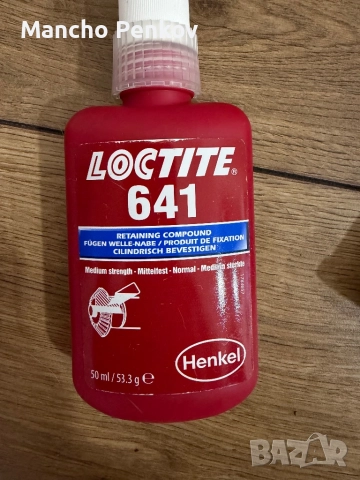 Mancho Penkov
LOCTITE®
641
RETAINING COMPOUND
FÜGEN WELLE-NABE / PRODUIT DE FIXATION
CILINDRISCH BEVESTIGEN
Medium strength - Mittelfest - Normal - Medium sterkte
Henkel
50 ml / 53.3 g ℮
BAZAR